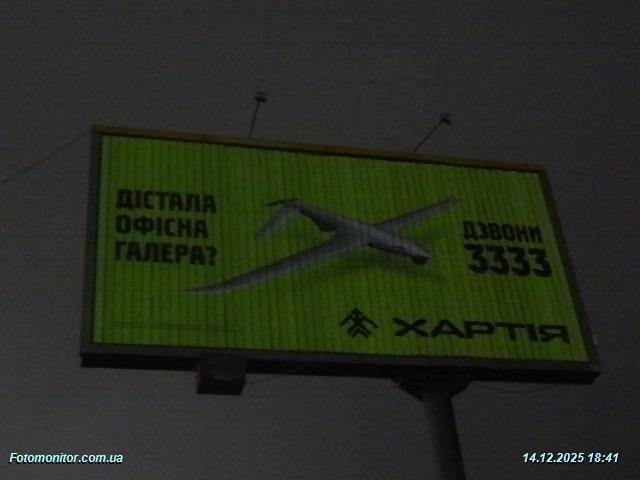 ДІСТАЛА
ОФІСНА
ГАЛЕРА?
ДЗВОНИ
3333
ХАРТІЯ
Fotomonitor.com.ua
14.12.2025 18:41